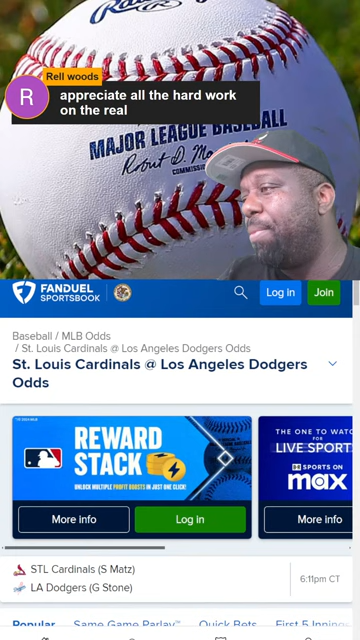 Rawlings
Rell woods
R
appreciate all the hard work
on the real
MAJOR LEAGUE BASEBALL
FANDUEL
SPORTSBOOK
Log in
Join
Baseball / MLB Odds
/ St. Louis Cardinals @ Los Angeles Dodgers Odds
St. Louis Cardinals @ Los Angeles Dodgers
Odds
REWARD
STACK
UNLOCK MULTIPLE PROFIT BOOSTS IN JUST ONE CLICK!
More info
Log in
THE ONE TO WATC
FOR
LIVE SPORT
SPORTS ON
max
More info
STL Cardinals (S Matz)
LA Dodgers (G Stone)
6:11pm CT
Popular
Same Game Parlay™
Quick Bets
First 5 Innings